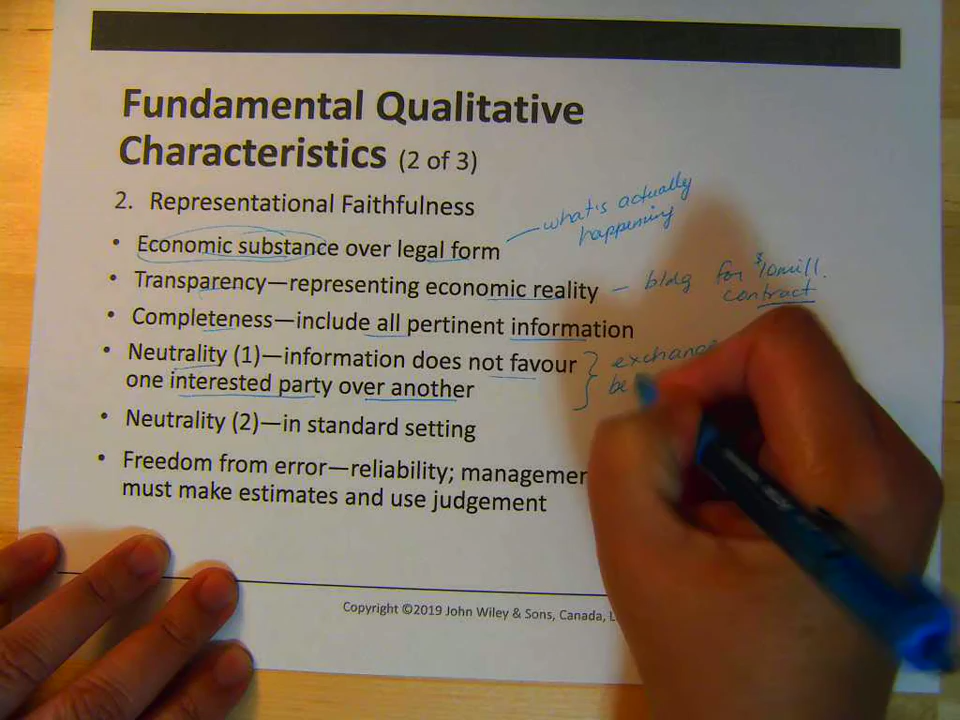 Fundamental Qualitative
Characteristics (2 of 3)
2. Representational Faithfulness
what's actually
happening
• Economic substance over legal form
• Transparency—representing economic reality
– bldg for $10mill.
contract
• Completeness—include all pertinent information
• Neutrality (1)—information does not favour
one interested party over another
exchange
be
• Neutrality (2)—in standard setting
• Freedom from error—reliability;
must make estimates and use judgement
Copyright ©2019 John Wiley & Sons, Canada,